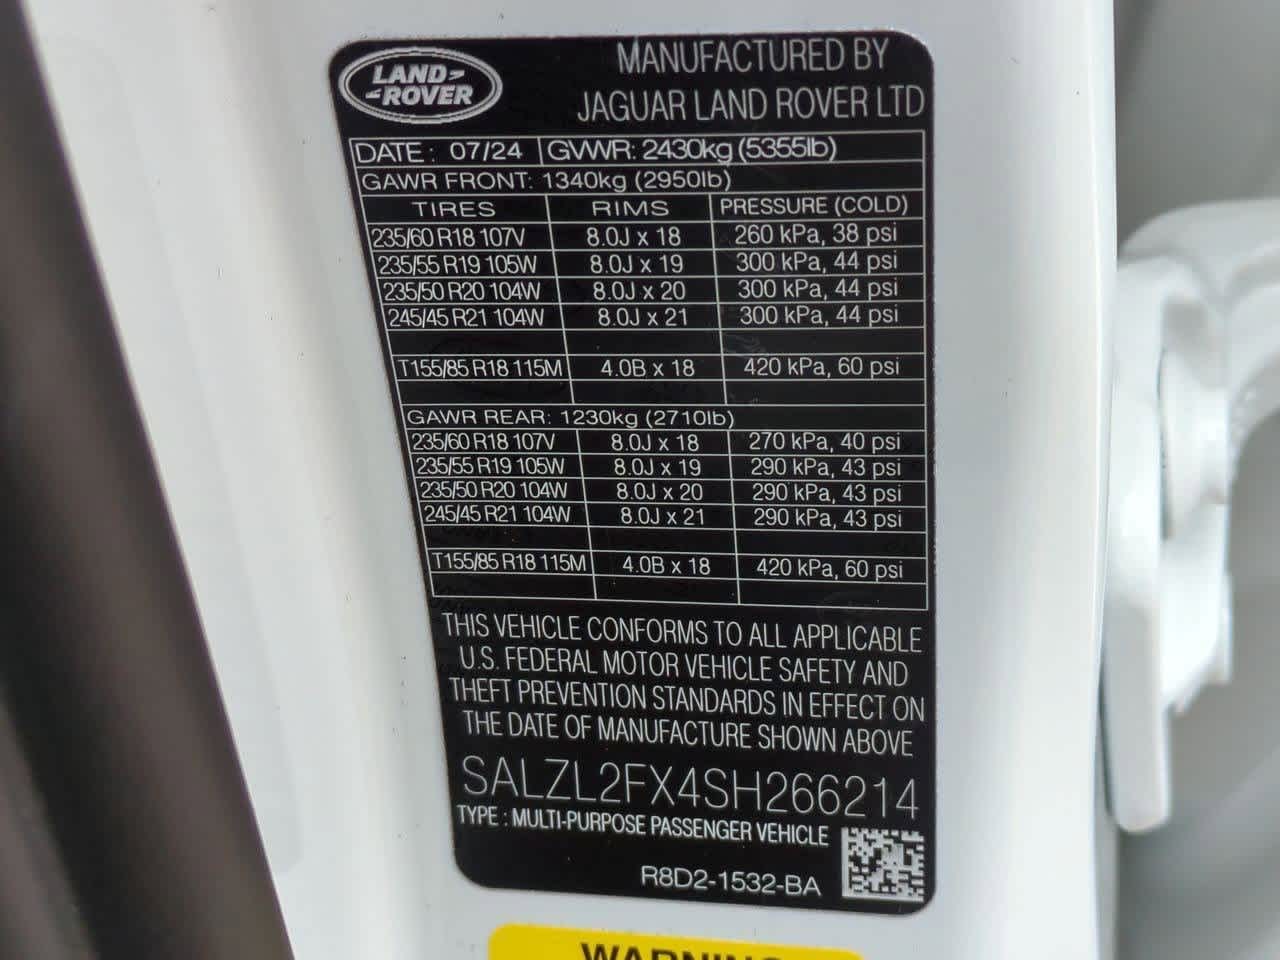 LAND-
-ROVER
MANUFACTURED BY
JAGUAR LAND ROVER LTD
DATE: 07/24 GVWR: 2430kg (5355lb)
GAWR FRONT: 1340kg (2950lb)
TIRES RIMS PRESSURE (COLD)
235/60 R18 107V 8.0J x 18 260 kPa, 38 psi
235/55 R19 105W 8.0J x 19 300 kPa, 44 psi
235/50 R20 104W 8.0J x 20 300 kPa, 44 psi
245/45 R21 104W 8.0J x 21 300 kPa, 44 psi
T155/85 R18 115M 4.0B x 18 420 kPa, 60 psi
GAWR REAR: 1230kg (2710lb)
235/60 R18 107V 8.0J x 18 270 kPa, 40 psi
235/55 R19 105W 8.0J x 19 290 kPa, 43 psi
235/50 R20 104W 8.0J x 20 290 kPa, 43 psi
245/45 R21 104W 8.0J x 21 290 kPa, 43 psi
T155/85 R18 115M 4.0B x 18 420 kPa, 60 psi
THIS VEHICLE CONFORMS TO ALL APPLICABLE
U.S. FEDERAL MOTOR VEHICLE SAFETY AND
THEFT PREVENTION STANDARDS IN EFFECT ON
THE DATE OF MANUFACTURE SHOWN ABOVE
SALZL2FX4SH266214
TYPE : MULTI-PURPOSE PASSENGER VEHICLE
R8D2-1532-BA
WARNING